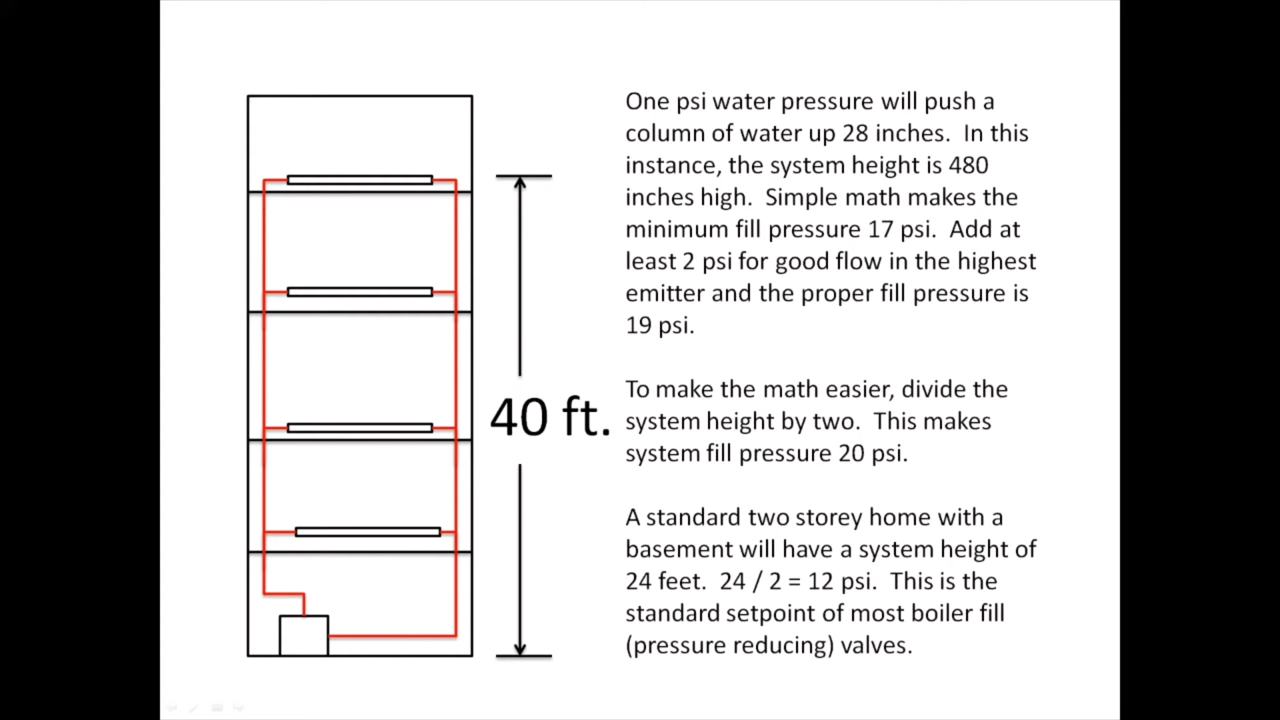 One psi water pressure will push a
column of water up 28 inches.  In this
instance, the system height is 480
inches high.  Simple math makes the
minimum fill pressure 17 psi.  Add at
least 2 psi for good flow in the highest
emitter and the proper fill pressure is
19 psi.
40 ft.
To make the math easier, divide the
system height by two.  This makes
system fill pressure 20 psi.
A standard two storey home with a
basement will have a system height of
24 feet.  24 / 2 = 12 psi.  This is the
standard setpoint of most boiler fill
(pressure reducing) valves.